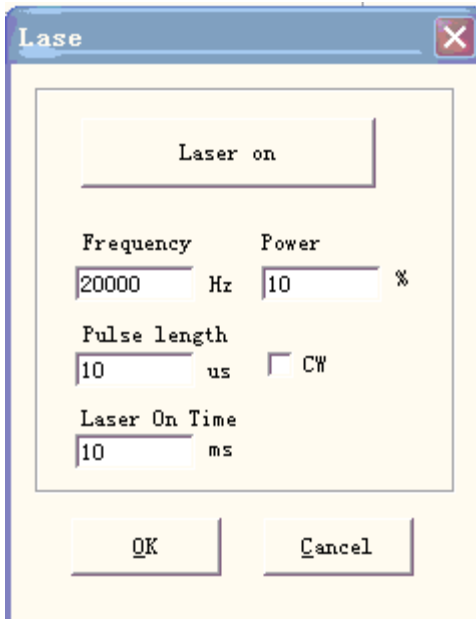 Lase
Laser on
Frequency Power
20000 Hz 10 %
Pulse length
10 us CW
Laser On Time
10 ms
OK Cancel